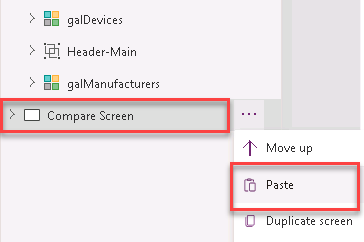 galDevices
Header-Main
galManufacturers
Compare Screen
Move up
Paste
Duplicate screen